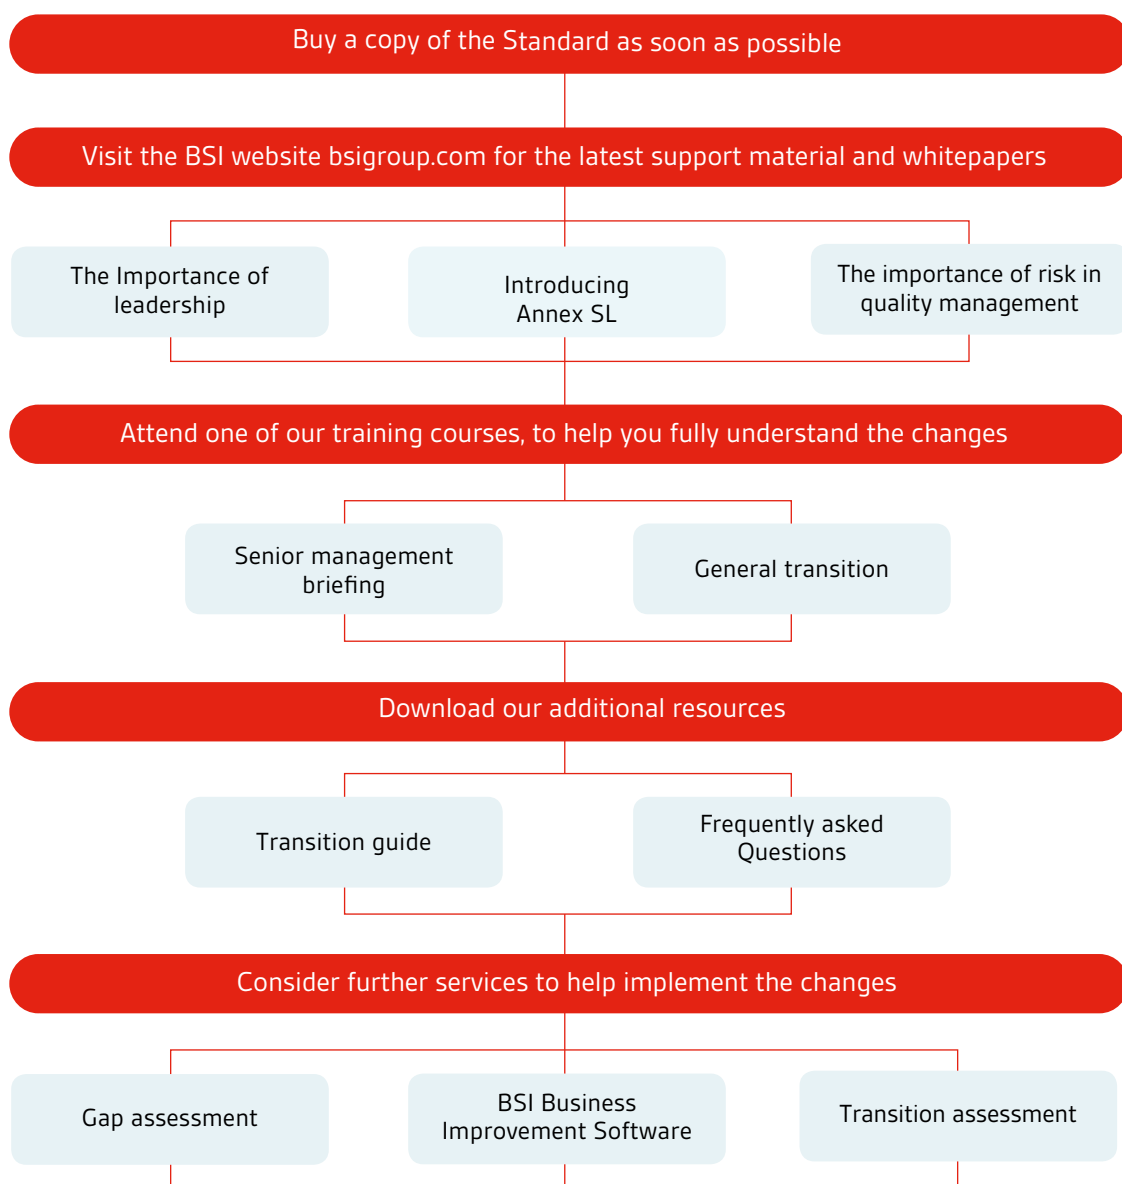 Buy a copy of the Standard as soon as possible
Visit the BSI website bsigroup.com for the latest support material and whitepapers
The Importance of
leadership
Introducing
Annex SL
The importance of risk in
quality management
Attend one of our training courses, to help you fully understand the changes
Senior management
briefing
General transition
Download our additional resources
Transition guide
Frequently asked
Questions
Consider further services to help implement the changes
Gap assessment
BSI Business
Improvement Software
Transition assessment